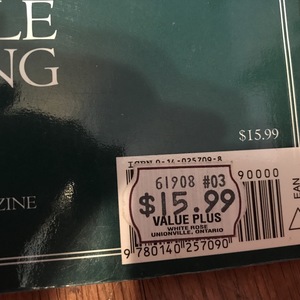 LE
NG
$15.99
ZINE
ISBN 0-14-025709-8
61908 #03
90000
$15.99
VALUE PLUS
WHITE ROSE
UNIONVILLE, ONTARIO
9 780140 257090
EAN